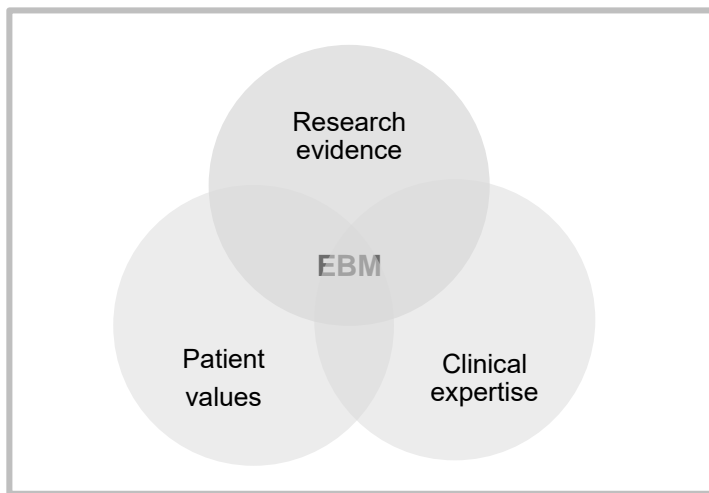 Research
evidence
EBM
Patient
values
Clinical
expertise